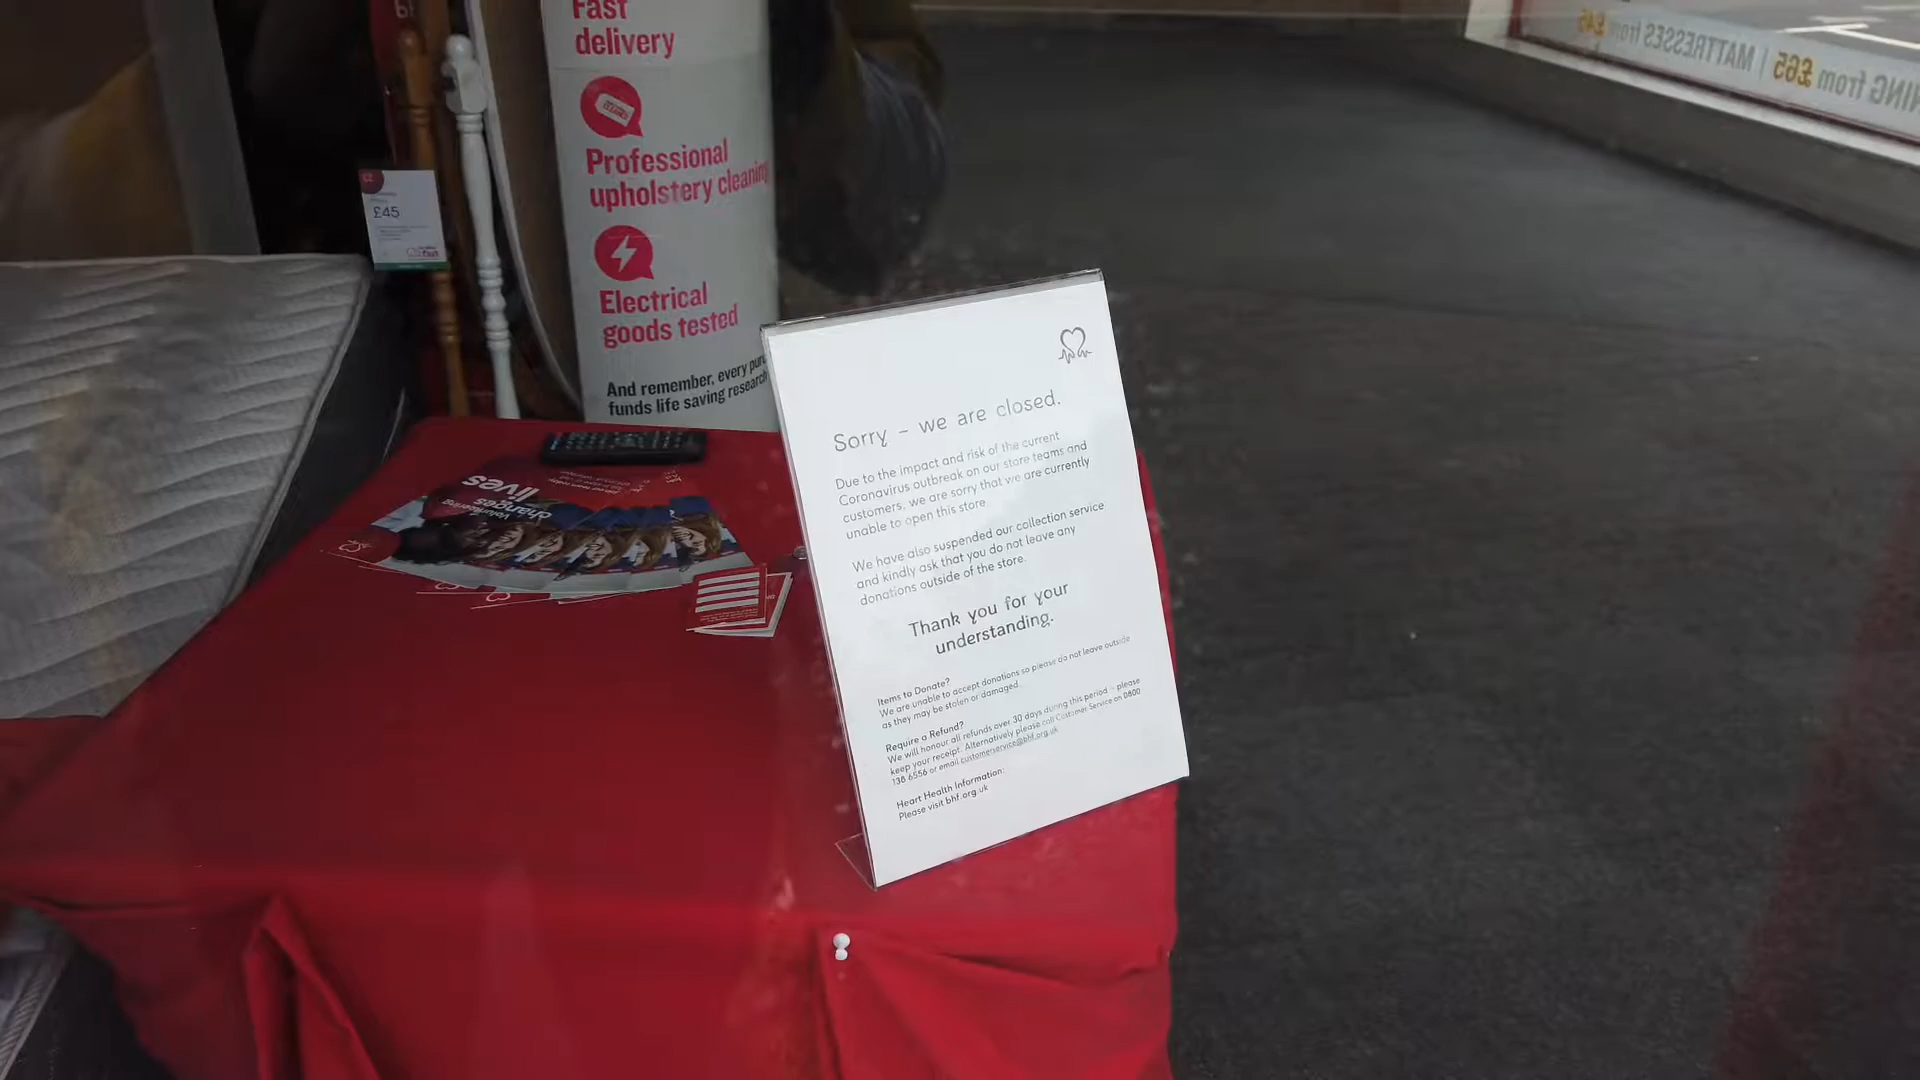 Fast
delivery
Professional
upholstery cleaning
Electrical
goods tested
And remember, every
funds life saving research
£45
MATTRESSES from £45
NING from £65
Volunteering
changes
lives
Sorry – we are closed.
Due to the impact and risk of the current
Coronavirus outbreak on our store teams and
customers, we are sorry that we are currently
unable to open this store.
We have also suspended our collection service
and kindly ask that you do not leave any
donations outside of the store.
Thank you for your
understanding.
Items to Donate?
We are unable to accept donations so please do not leave outside
as they may be stolen or damaged.
Require a Refund?
We will honour all refunds over 30 days during this period – please
keep your receipt. Alternatively please call Customer Service on 0800
138 6556 or email customerservice@bhf.org.uk
Heart Health Information:
Please visit bhf.org.uk